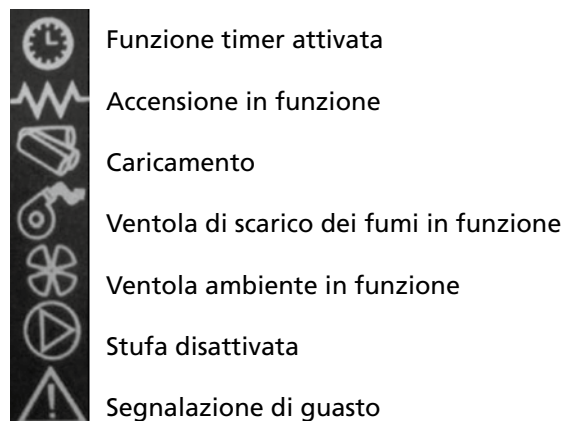 Funzione timer attivata
Accensione in funzione
Caricamento
Ventola di scarico dei fumi in funzione
Ventola ambiente in funzione
Stufa disattivata
Segnalazione di guasto